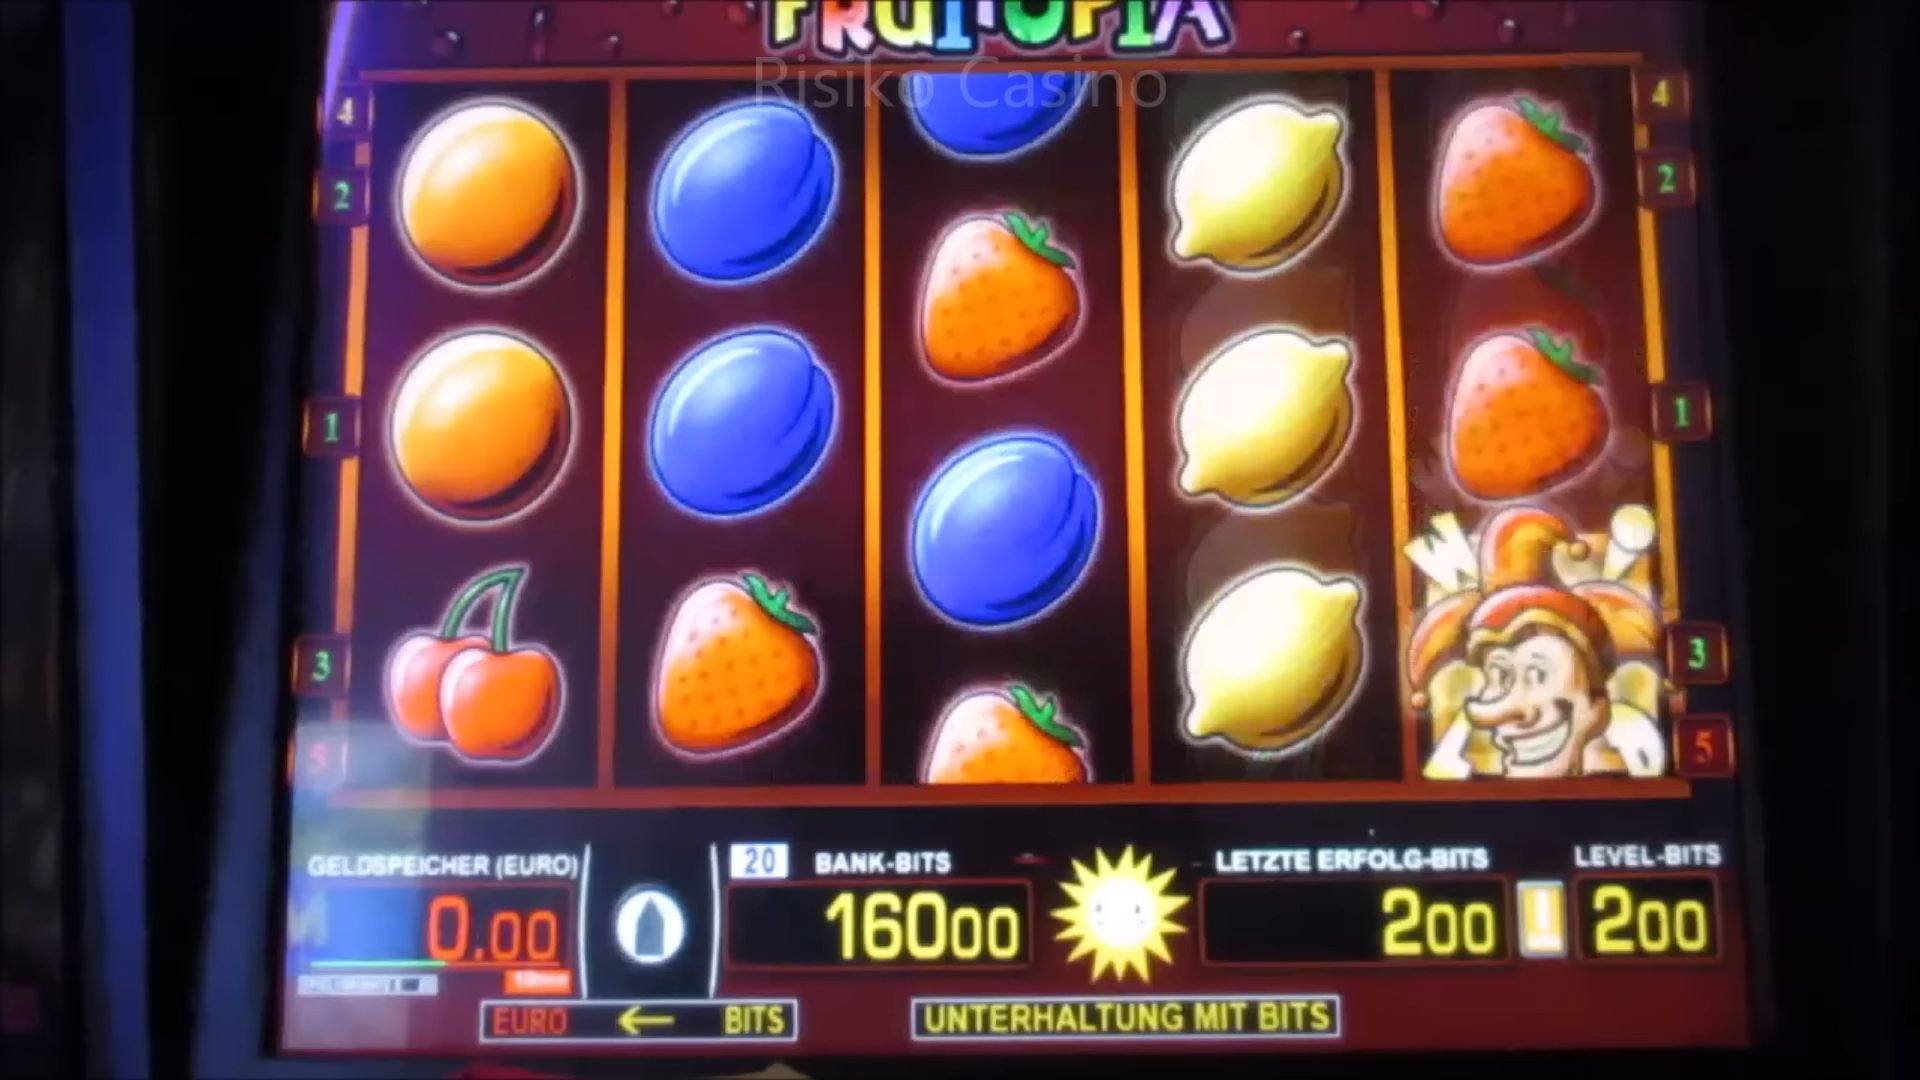 FRUITOPIA
Risiko Casino
4 4
2 2
1 1
3 3
5 5
GELDSPEICHER (EURO) 20 BANK-BITS LETZTE ERFOLG-BITS LEVEL-BITS
0.00 16000 200 200
EURO ← BITS UNTERHALTUNG MIT BITS